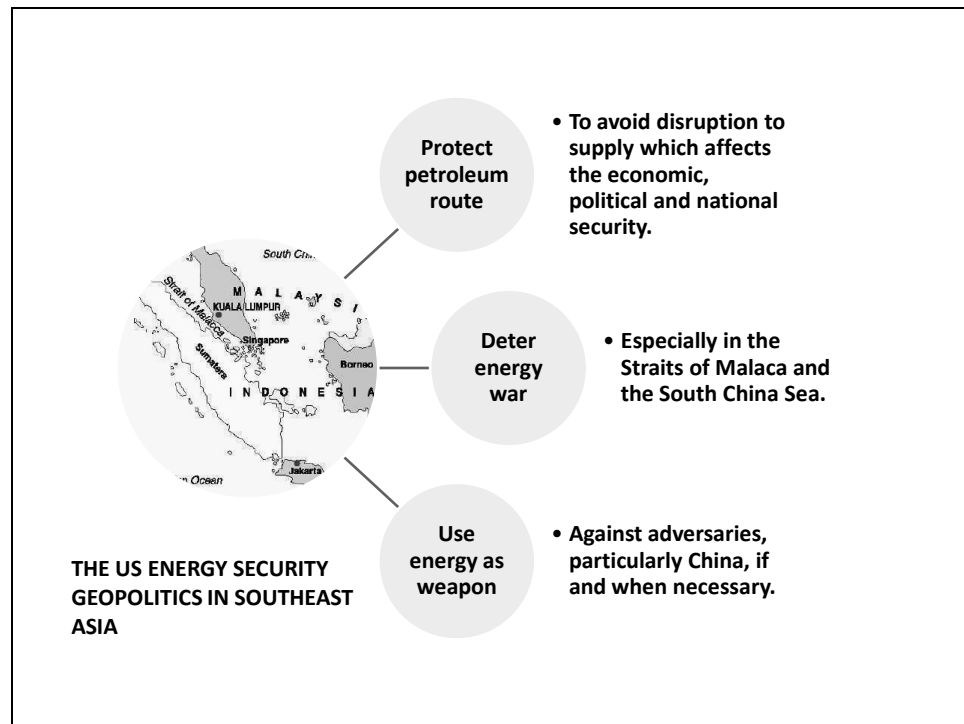 Protect
petroleum
route
• To avoid disruption to
supply which affects
the economic,
political and national
security.
South Chi
Strait of Malacca
M A L A Y S I
KUALA LUMPUR
Singapore
Sumatera
Borneo
I N D O N E S I A
Jakarta
n Ocean
Deter
energy
war
• Especially in the
Straits of Malaca and
the South China Sea.
Use
energy as
weapon
• Against adversaries,
particularly China, if
and when necessary.
THE US ENERGY SECURITY
GEOPOLITICS IN SOUTHEAST
ASIA